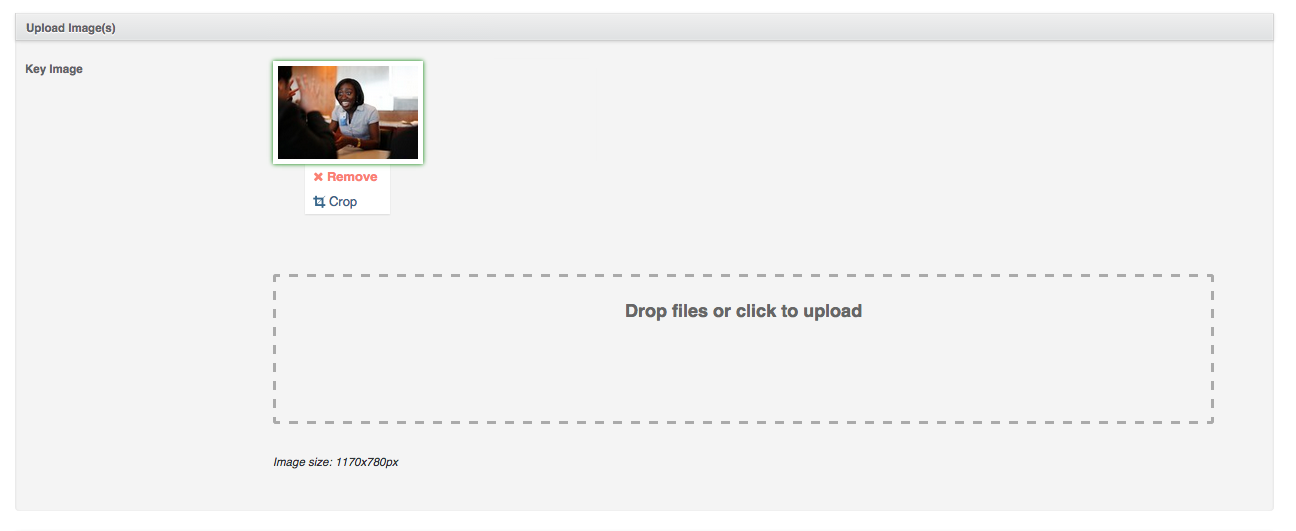 Upload Image(s)
Key Image
Remove
Crop
Drop files or click to upload
Image size: 1170x780px